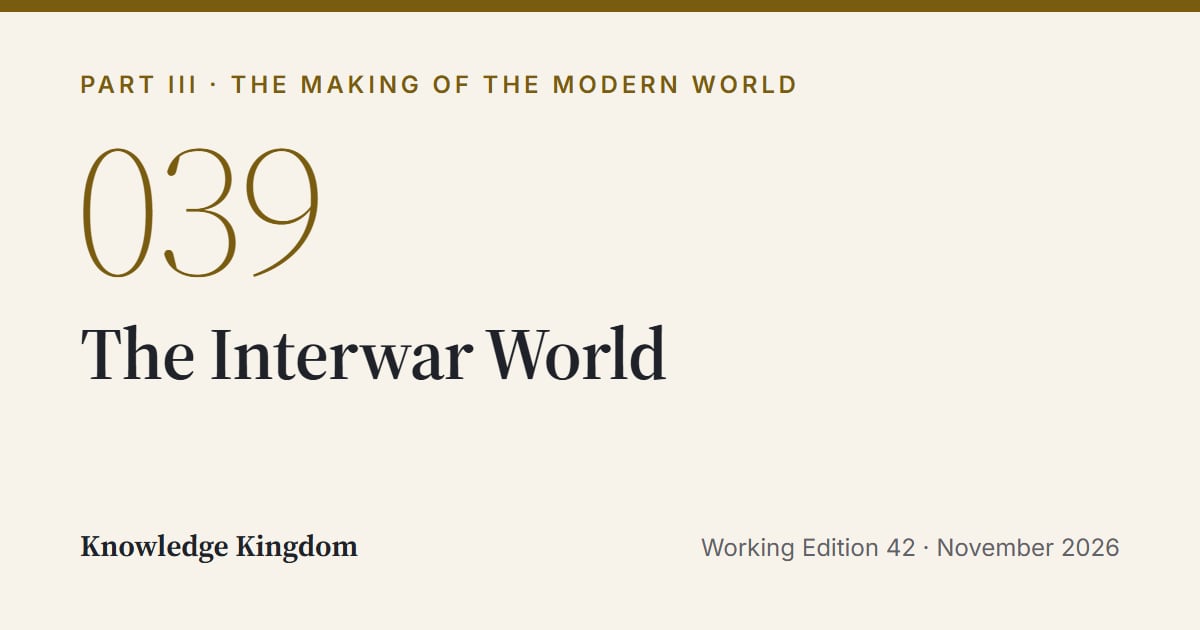 PART III · THE MAKING OF THE MODERN WORLD
039
The Interwar World
Knowledge Kingdom
Working Edition 42 · November 2026